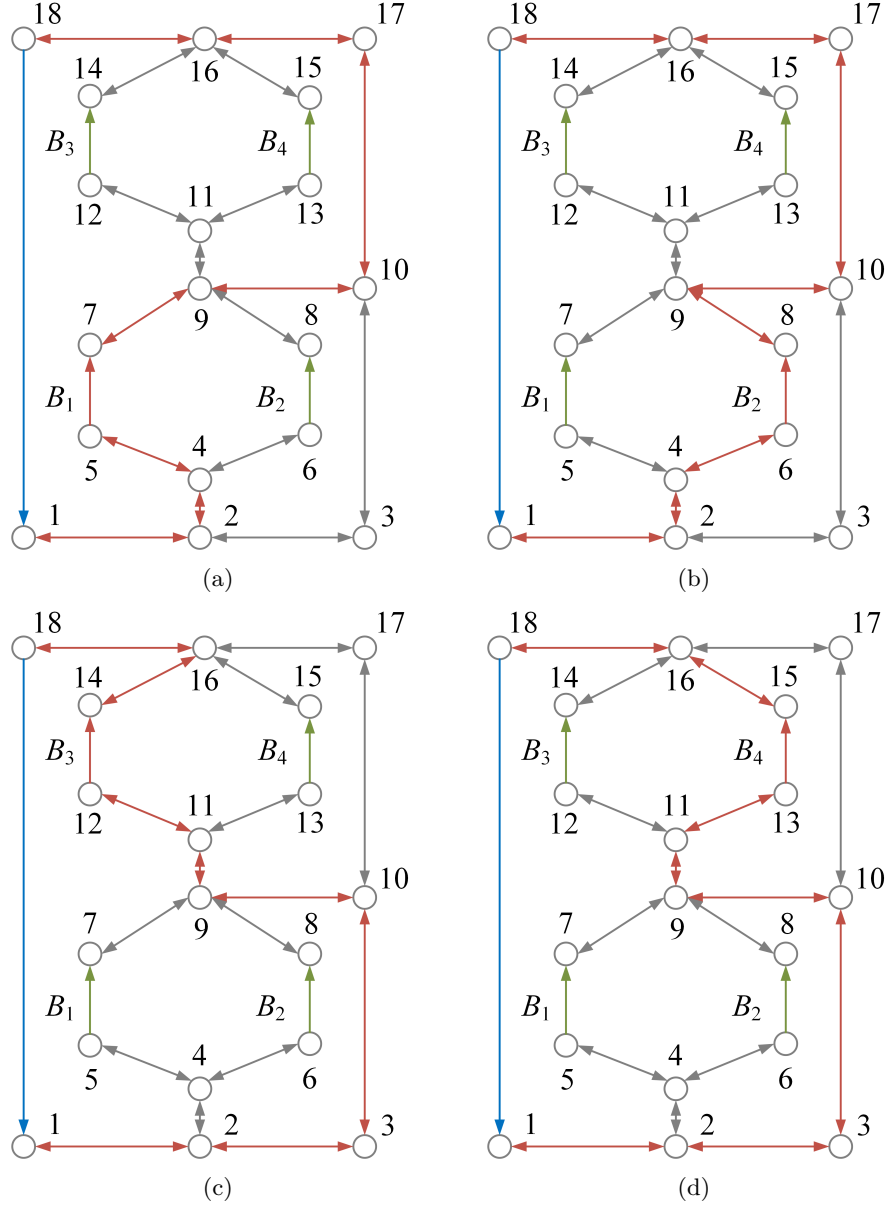 18 17 18 17
14 16 15 14 16 15
B3 B4 B3 B4
12 11 13 12 11 13
10 10
7 9 8 7 9 8
B1 B2 B1 B2
5 4 6 5 4 6
1 2 3 1 2 3
(a) (b)
18 17 18 17
14 16 15 14 16 15
B3 B4 B3 B4
12 11 13 12 11 13
10 10
7 9 8 7 9 8
B1 B2 B1 B2
5 4 6 5 4 6
1 2 3 1 2 3
(c) (d)